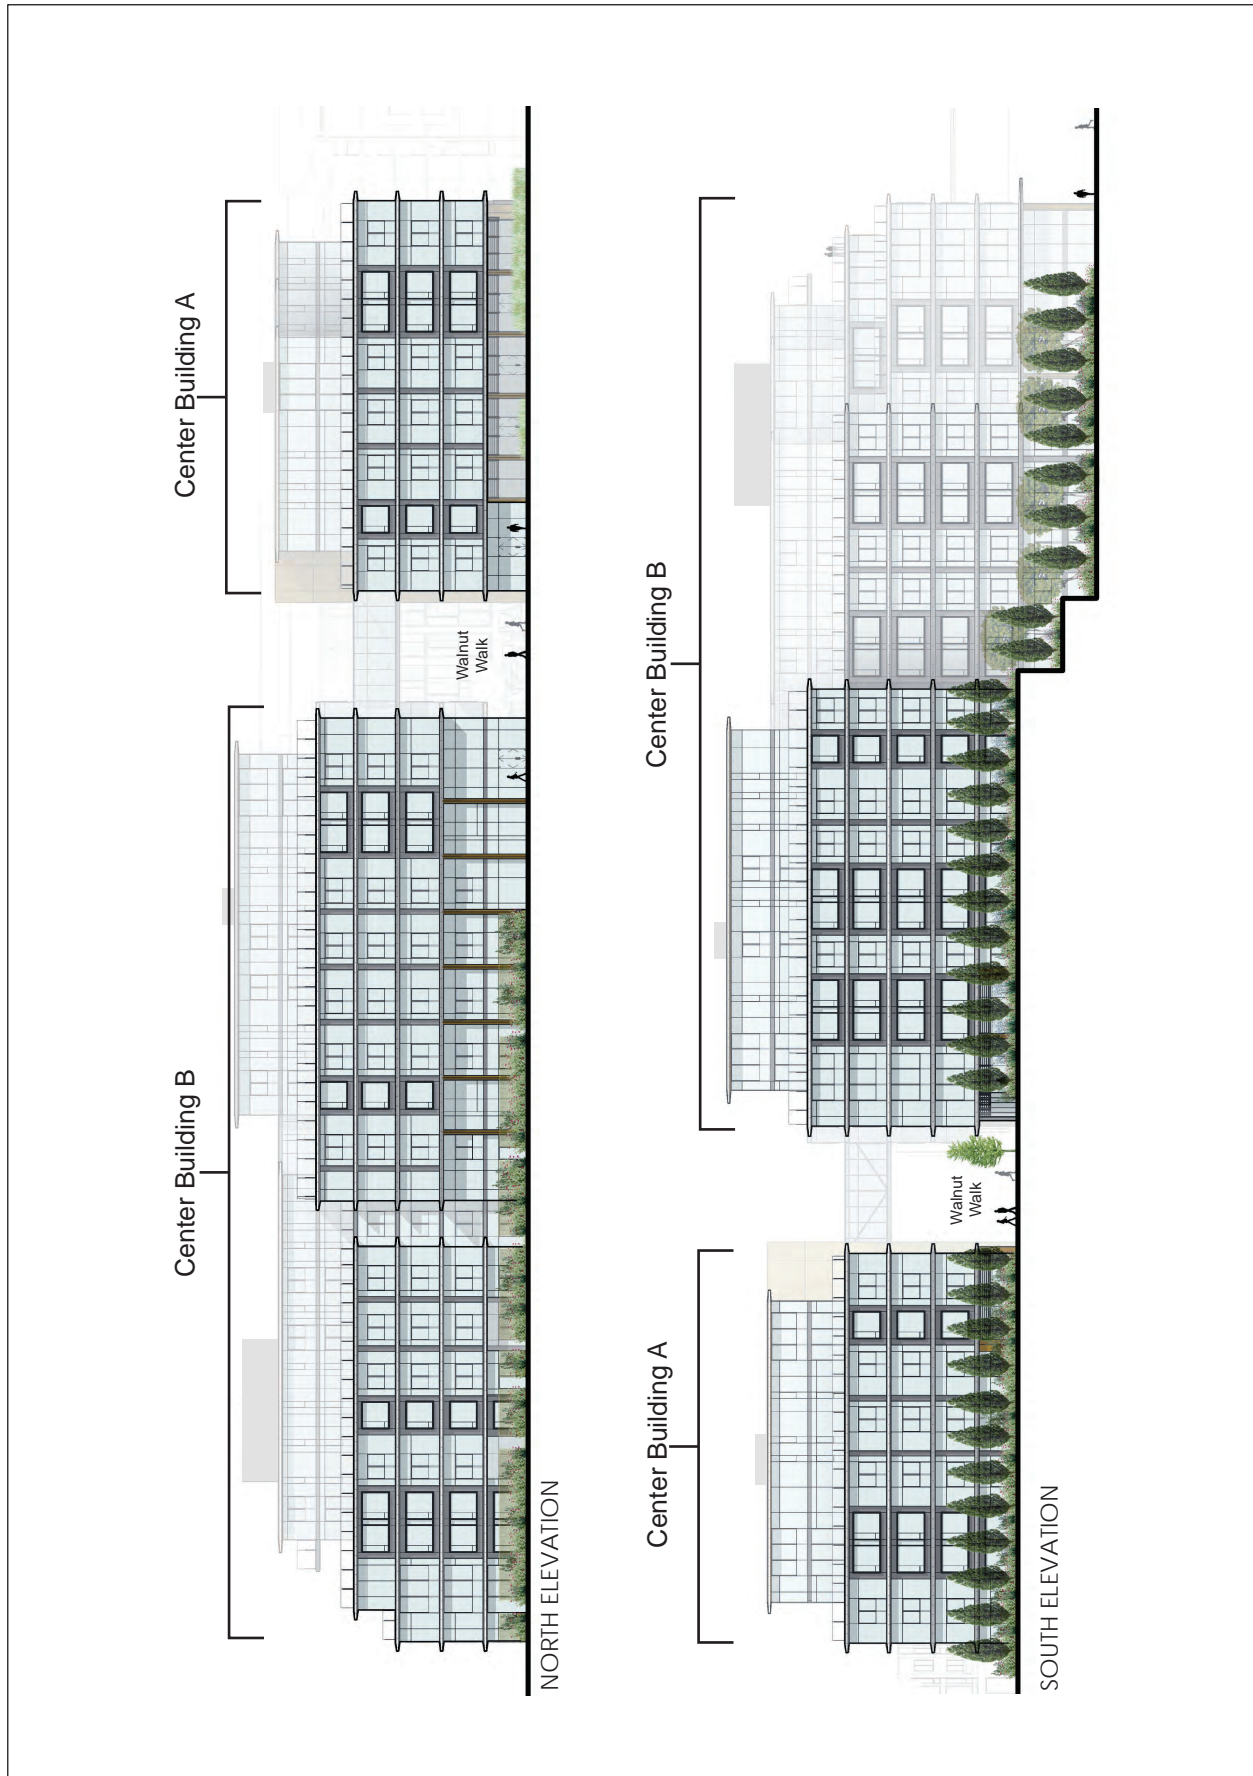 Center Building B
Center Building A
Walnut
Walk
NORTH ELEVATION
Center Building A
Center Building B
Walnut
Walk
SOUTH ELEVATION